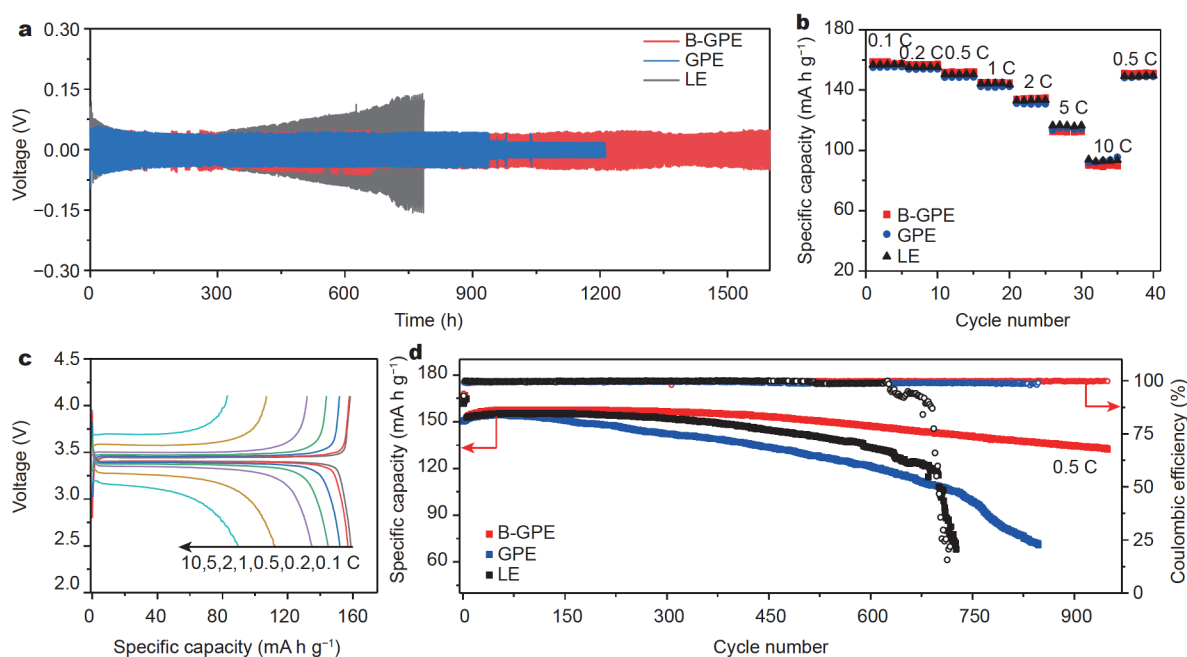 a
0.30
0.15
0.00
−0.15
−0.30
Voltage (V)
B-GPE
GPE
LE
0 300 600 900 1200 1500
Time (h)
b
180
140
100
60
20
Specific capacity (mA h g⁻¹)
0.1 C
0.2 C
0.5 C
1 C
2 C
5 C
10 C
0.5 C
B-GPE
GPE
LE
0 10 20 30 40
Cycle number
c
4.5
4.0
3.5
3.0
2.5
2.0
Voltage (V)
10,5,2,1,0.5,0.2,0.1 C
0 40 80 120 160
Specific capacity (mA h g⁻¹)
d
180
150
120
90
60
Specific capacity (mA h g⁻¹)
0.5 C
B-GPE
GPE
LE
100
75
50
25
0
Coulombic efficiency (%)
0 150 300 450 600 750 900
Cycle number